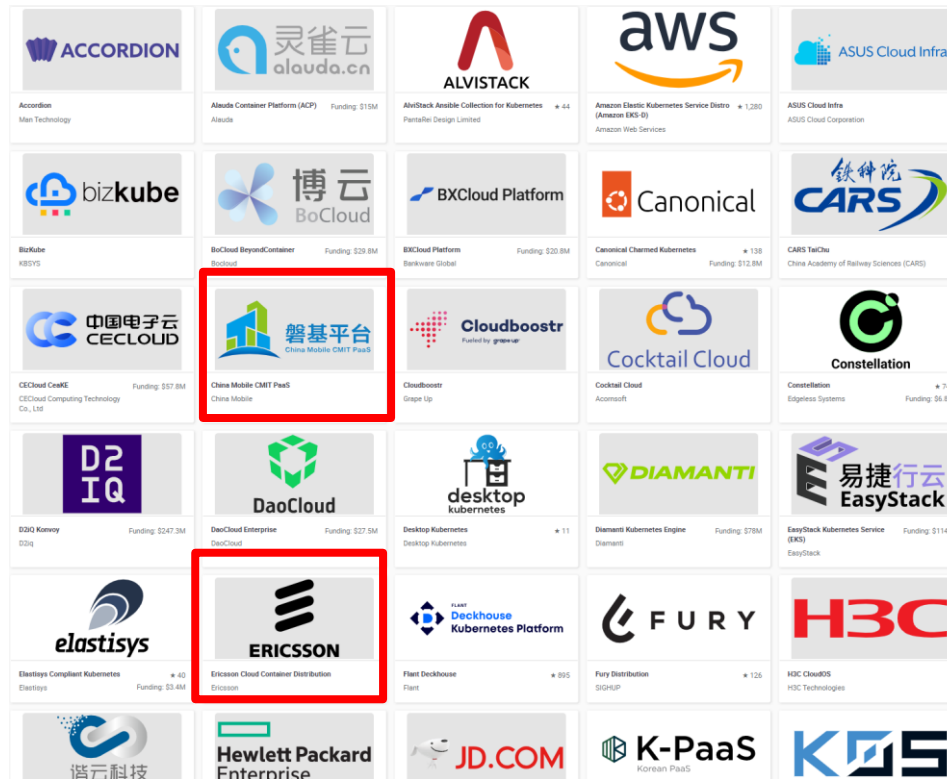 ACCORDION
灵雀云
alauda.cn
ALVISTACK
aws
ASUS Cloud Infra
Accordion
Man Technology
Alauda Container Platform (ACP) Funding: $15M
Alauda
AlviStack Ansible Collection for Kubernetes ★ 44
PantaRei Design Limited
Amazon Elastic Kubernetes Service Distro ★ 1,280
(Amazon EKS-D)
Amazon Web Services
ASUS Cloud Infra
ASUS Cloud Corporation
bizkube
博云
BoCloud
BXCloud Platform
Canonical
铁科院
CARS
BizKube
KBSYS
BoCloud BeyondContainer Funding: $29.8M
Bocloud
BXCloud Platform Funding: $20.8M
Bankware Global
Canonical Charmed Kubernetes ★ 138
Canonical Funding: $12.8M
CARS TaiChu
China Academy of Railway Sciences (CARS)
中国电子云
CECLOUD
磐基平台
China Mobile CMIT PaaS
Cloudboostr
Fueled by grape up
Cocktail Cloud
Constellation
CECloud CeaKE Funding: $57.8M
CECloud Computing Technology
Co., Ltd
China Mobile CMIT PaaS
China Mobile
Cloudboostr
Grape Up
Cocktail Cloud
Acornsoft
Constellation
Edgeless Systems
D2
IQ
DaoCloud
desktop
kubernetes
DIAMANTI
易捷行云
EasyStack
D2iQ Konvoy Funding: $247.3M
D2iq
DaoCloud Enterprise Funding: $27.5M
DaoCloud
Desktop Kubernetes ★ 11
Desktop Kubernetes
Diamanti Kubernetes Engine Funding: $78M
Diamanti
EasyStack Kubernetes Service Funding: $114
(EKS)
EasyStack
elastisys
ERICSSON
FLANT
Deckhouse
Kubernetes Platform
FURY
H3C
Elastisys Compliant Kubernetes ★ 40
Elastisys Funding: $3.4M
Ericsson Cloud Container Distribution
Ericsson
Flant Deckhouse ★ 895
Flant
Fury Distribution ★ 126
SIGHUP
H3C CloudOS
H3C Technologies
谐云科技
Hewlett Packard
Enterprise
JD.COM
K-PaaS
Korean PaaS